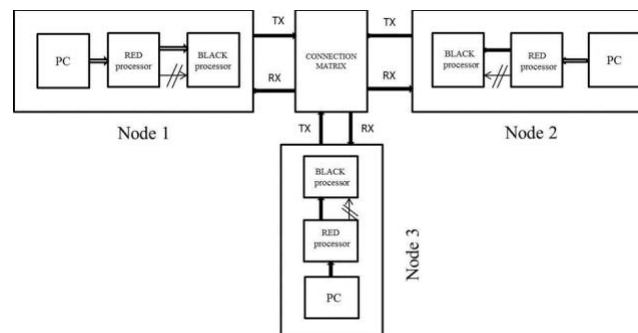 TX
TX
PC
RED
processor
BLACK
processor
CONNECTION
MATRIX
BLACK
processor
RED
processor
PC
RX
RX
Node 1
Node 2
TX
RX
BLACK
processor
RED
processor
PC
Node 3